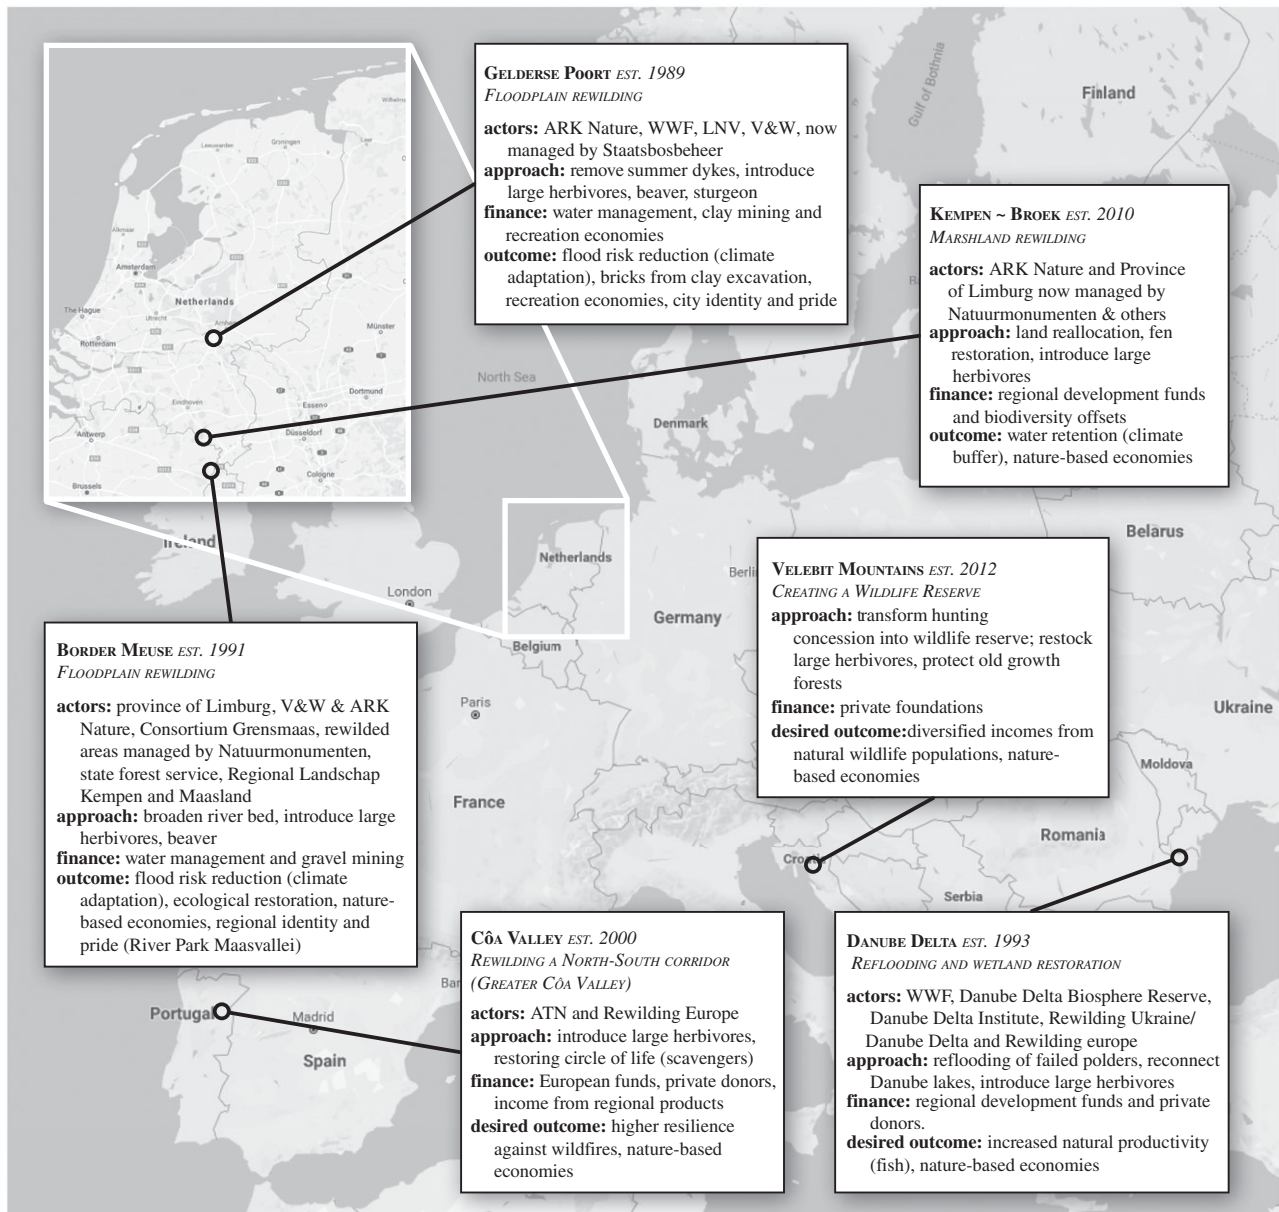 GELDERSE POORT EST. 1989
FLOODPLAIN REWILDING
actors: ARK Nature, WWF, LNV, V&W, now
managed by Staatsbosbeheer
approach: remove summer dykes, introduce
large herbivores, beaver, sturgeon
finance: water management, clay mining and
recreation economies
outcome: flood risk reduction (climate
adaptation), bricks from clay excavation,
recreation economies, city identity and pride
KEMPEN ~ BROEK EST. 2010
MARSHLAND REWILDING
actors: ARK Nature and Province
of Limburg now managed by
Natuurmonumenten & others
approach: land reallocation, fen
restoration, introduce large
herbivores
finance: regional development funds
and biodiversity offsets
outcome: water retention (climate
buffer), nature-based economies
VELEBIT MOUNTAINS EST. 2012
CREATING A WILDLIFE RESERVE
approach: transform hunting
concession into wildlife reserve; restock
large herbivores, protect old growth
forests
finance: private foundations
desired outcome:diversified incomes from
natural wildlife populations, nature-
based economies
BORDER MEUSE EST. 1991
FLOODPLAIN REWILDING
actors: province of Limburg, V&W & ARK
Nature, Consortium Grensmaas, rewilded
areas managed by Natuurmonumenten,
state forest service, Regional Landschap
Kempen and Maasland
approach: broaden river bed, introduce large
herbivores, beaver
finance: water management and gravel mining
outcome: flood risk reduction (climate
adaptation), ecological restoration, nature-
based economies, regional identity and
pride (River Park Maasvallei)
CÔA VALLEY EST. 2000
REWILDING A NORTH-SOUTH CORRIDOR
(GREATER CÔA VALLEY)
actors: ATN and Rewilding Europe
approach: introduce large herbivores,
restoring circle of life (scavengers)
finance: European funds, private donors,
income from regional products
desired outcome: higher resilience
against wildfires, nature-based
economies
DANUBE DELTA EST. 1993
REFLOODING AND WETLAND RESTORATION
actors: WWF, Danube Delta Biosphere Reserve,
Danube Delta Institute, Rewilding Ukraine/
Danube Delta and Rewilding europe
approach: reflooding of failed polders, reconnect
Danube lakes, introduce large herbivores
finance: regional development funds and private
donors.
desired outcome: increased natural productivity
(fish), nature-based economies
Gulf of Bothnia
Finland
North Sea
Denmark
Belarus
Ireland
London
Netherlands
Berlin
Germany
Belgium
Paris
Ukraine
Moldova
France
Romania
Croatia
Serbia
Portugal
Madrid
Spain
Leeuwarden
Groningen
Leer
Alkmaar
Amsterdam
Netherlands
The Hague
Utrecht
Arnhem
Rotterdam
Münster
Eindhoven
Dortmund
Essen
Antwerp
Düsseldorf
Brussels
Cologne